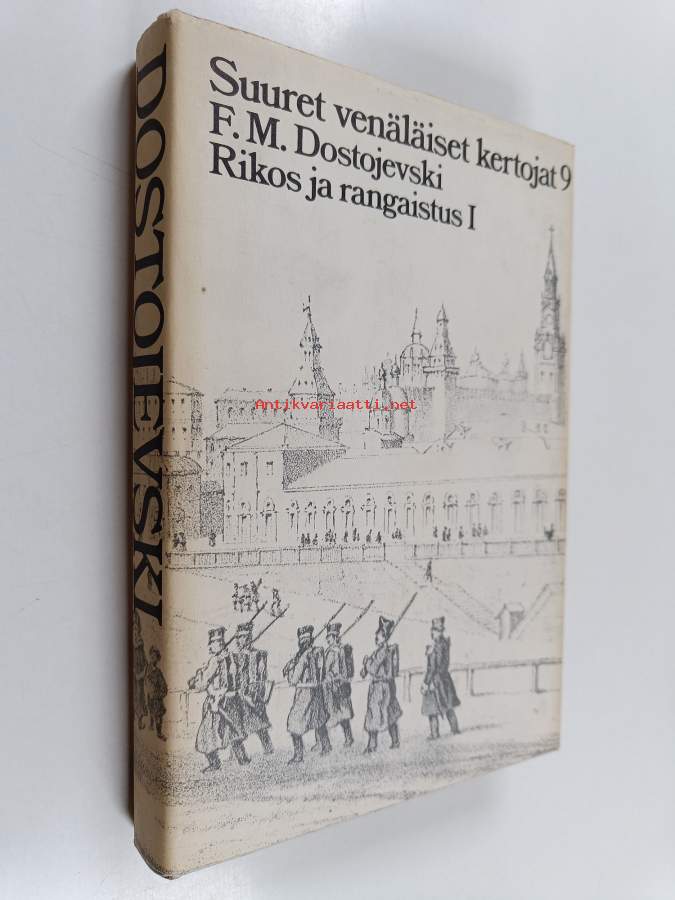 Suuret venäläiset kertojat 9
F. M. Dostojevski
Rikos ja rangaistus I
DOSTOJEVSKI
Antikvariaatti.net